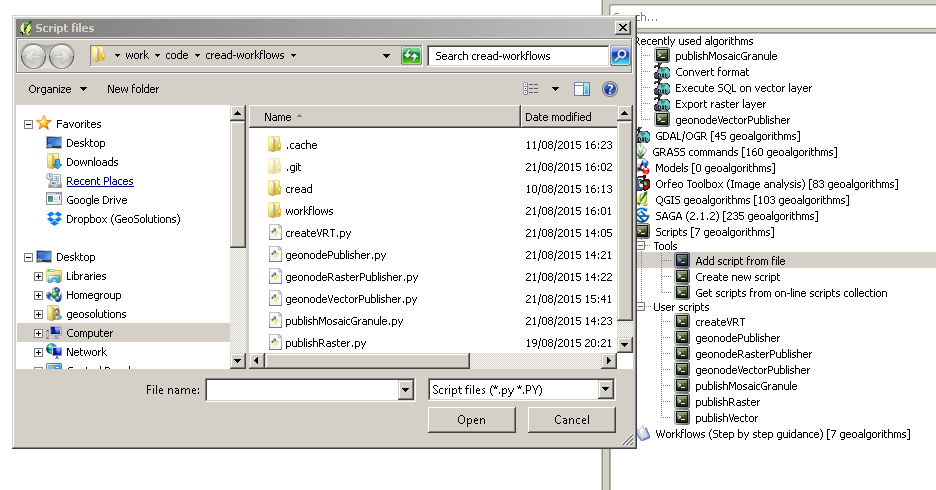 Script files
work code cread-workflows
Search cread-workflows
Organize
New folder
Favorites
Desktop
Downloads
Recent Places
Google Drive
Dropbox (GeoSolutions)
Desktop
Libraries
Homegroup
geosolutions
Computer
Network
Name
Date modified
.cache 11/08/2015 16:23
.git 21/08/2015 16:02
cread 10/08/2015 16:13
workflows 21/08/2015 16:01
createVRT.py 21/08/2015 14:05
geonodePublisher.py 21/08/2015 14:21
geonodeRasterPublisher.py 21/08/2015 14:22
geonodeVectorPublisher.py 21/08/2015 15:41
publishMosaicGranule.py 21/08/2015 14:23
publishRaster.py 19/08/2015 20:21
File name:
Script files (*.py *.PY)
Open
Cancel
Search...
Recently used algorithms
publishMosaicGranule
Convert format
Execute SQL on vector layer
Export raster layer
geonodeVectorPublisher
GDAL/OGR [45 geoalgorithms]
GRASS commands [160 geoalgorithms]
Models [0 geoalgorithms]
Orfeo Toolbox (Image analysis) [83 geoalgorithms]
QGIS geoalgorithms [103 geoalgorithms]
SAGA (2.1.2) [235 geoalgorithms]
Scripts [7 geoalgorithms]
Tools
Add script from file
Create new script
Get scripts from on-line scripts collection
User scripts
createVRT
geonodePublisher
geonodeRasterPublisher
geonodeVectorPublisher
publishMosaicGranule
publishRaster
publishVector
Workflows (Step by step guidance) [7 geoalgorithms]